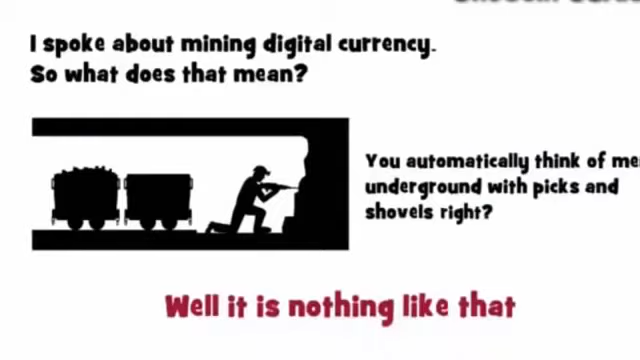 I spoke about mining digital currency.
So what does that mean?
You automatically think of me
underground with picks and
shovels right?
Well it is nothing like that